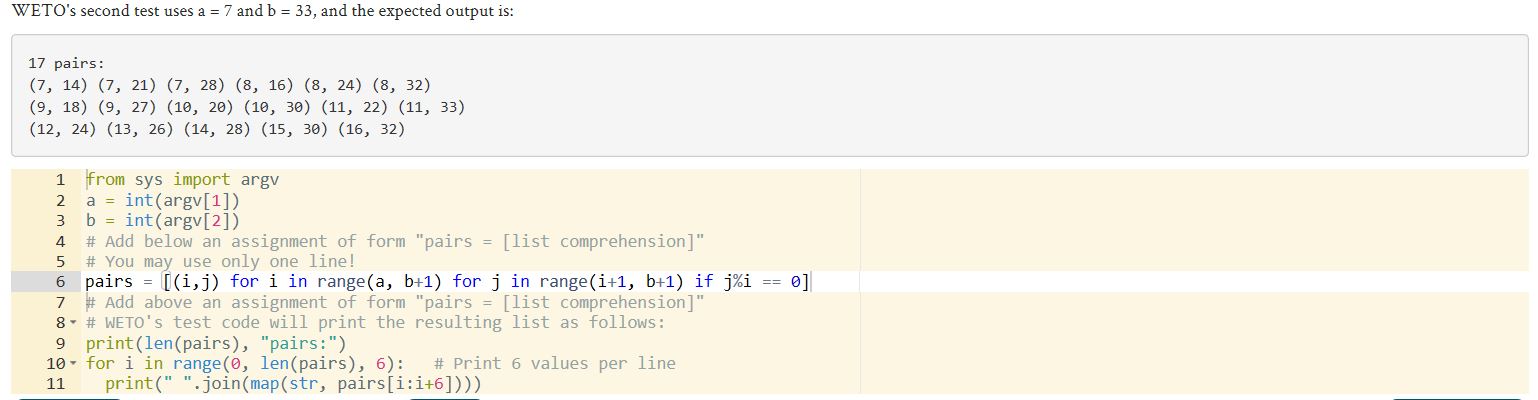 WETO's second test uses a = 7 and b = 33, and the expected output is:
17 pairs:
(7, 14) (7, 21) (7, 28) (8, 16) (8, 24) (8, 32)
(9, 18) (9, 27) (10, 20) (10, 30) (11, 22) (11, 33)
(12, 24) (13, 26) (14, 28) (15, 30) (16, 32)
1 from sys import argv
2 a = int(argv[1])
3 b = int(argv[2])
4 # Add below an assignment of form "pairs = [list comprehension]"
5 # You may use only one line!
6 pairs = [(i,j) for i in range(a, b+1) for j in range(i+1, b+1) if j%i == 0]
7 # Add above an assignment of form "pairs = [list comprehension]"
8 # WETO's test code will print the resulting list as follows:
9 print(len(pairs), "pairs:")
10 for i in range(0, len(pairs), 6):   # Print 6 values per line
11   print(" ".join(map(str, pairs[i:i+6])))